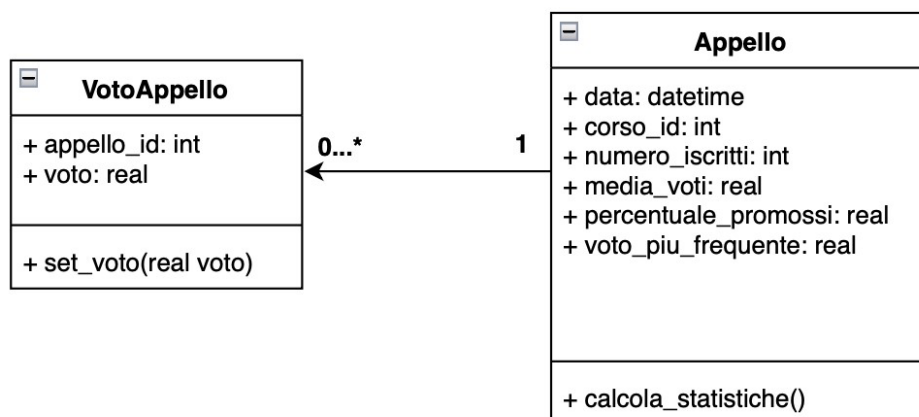 VotoAppello
+ appello_id: int
+ voto: real
+ set_voto(real voto)
0...*
1
Appello
+ data: datetime
+ corso_id: int
+ numero_iscritti: int
+ media_voti: real
+ percentuale_promossi: real
+ voto_piu_frequente: real
+ calcola_statistiche()